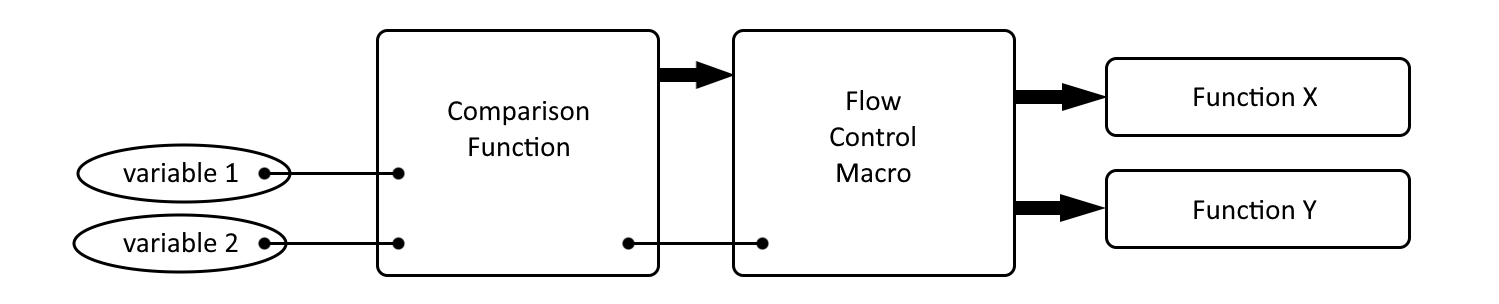 variable 1
variable 2
Comparison
Function
Flow
Control
Macro
Function X
Function Y